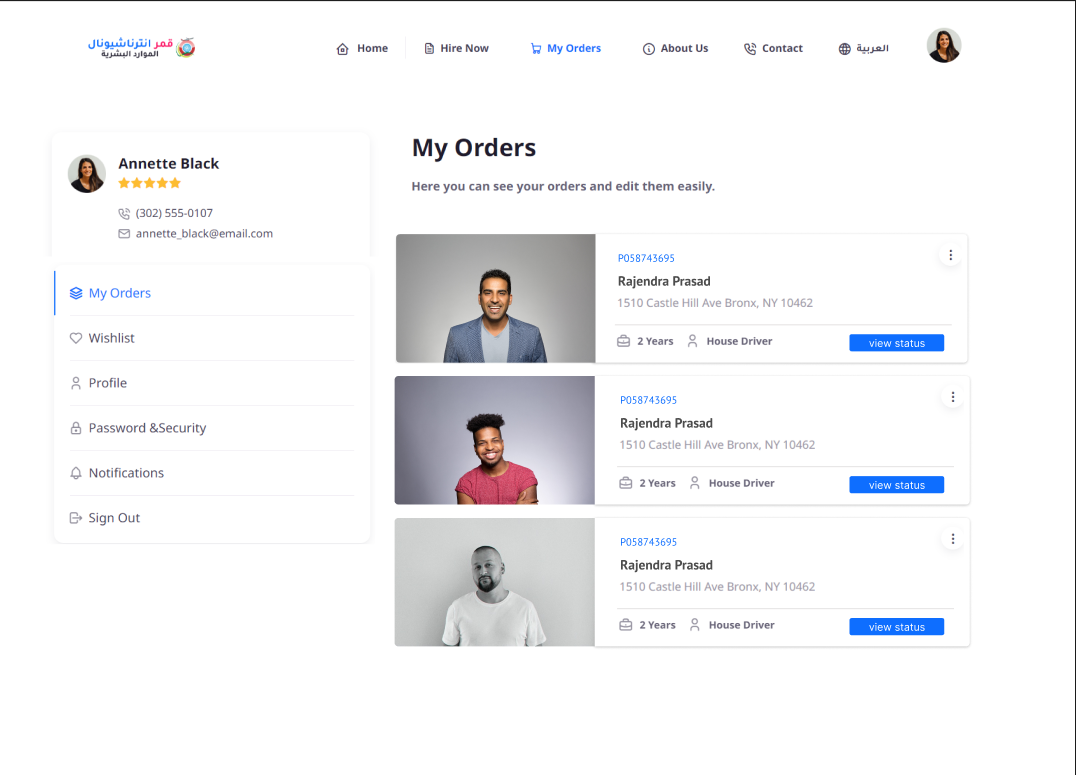 قمر انترناشيونال
الموارد البشرية
Home
Hire Now
My Orders
About Us
Contact
العربية
Annette Black
(302) 555-0107
annette_black@email.com
My Orders
Wishlist
Profile
Password &Security
Notifications
Sign Out
My Orders
Here you can see your orders and edit them easily.
P058743695
Rajendra Prasad
1510 Castle Hill Ave Bronx, NY 10462
2 Years
House Driver
view status
P058743695
Rajendra Prasad
1510 Castle Hill Ave Bronx, NY 10462
2 Years
House Driver
view status
P058743695
Rajendra Prasad
1510 Castle Hill Ave Bronx, NY 10462
2 Years
House Driver
view status